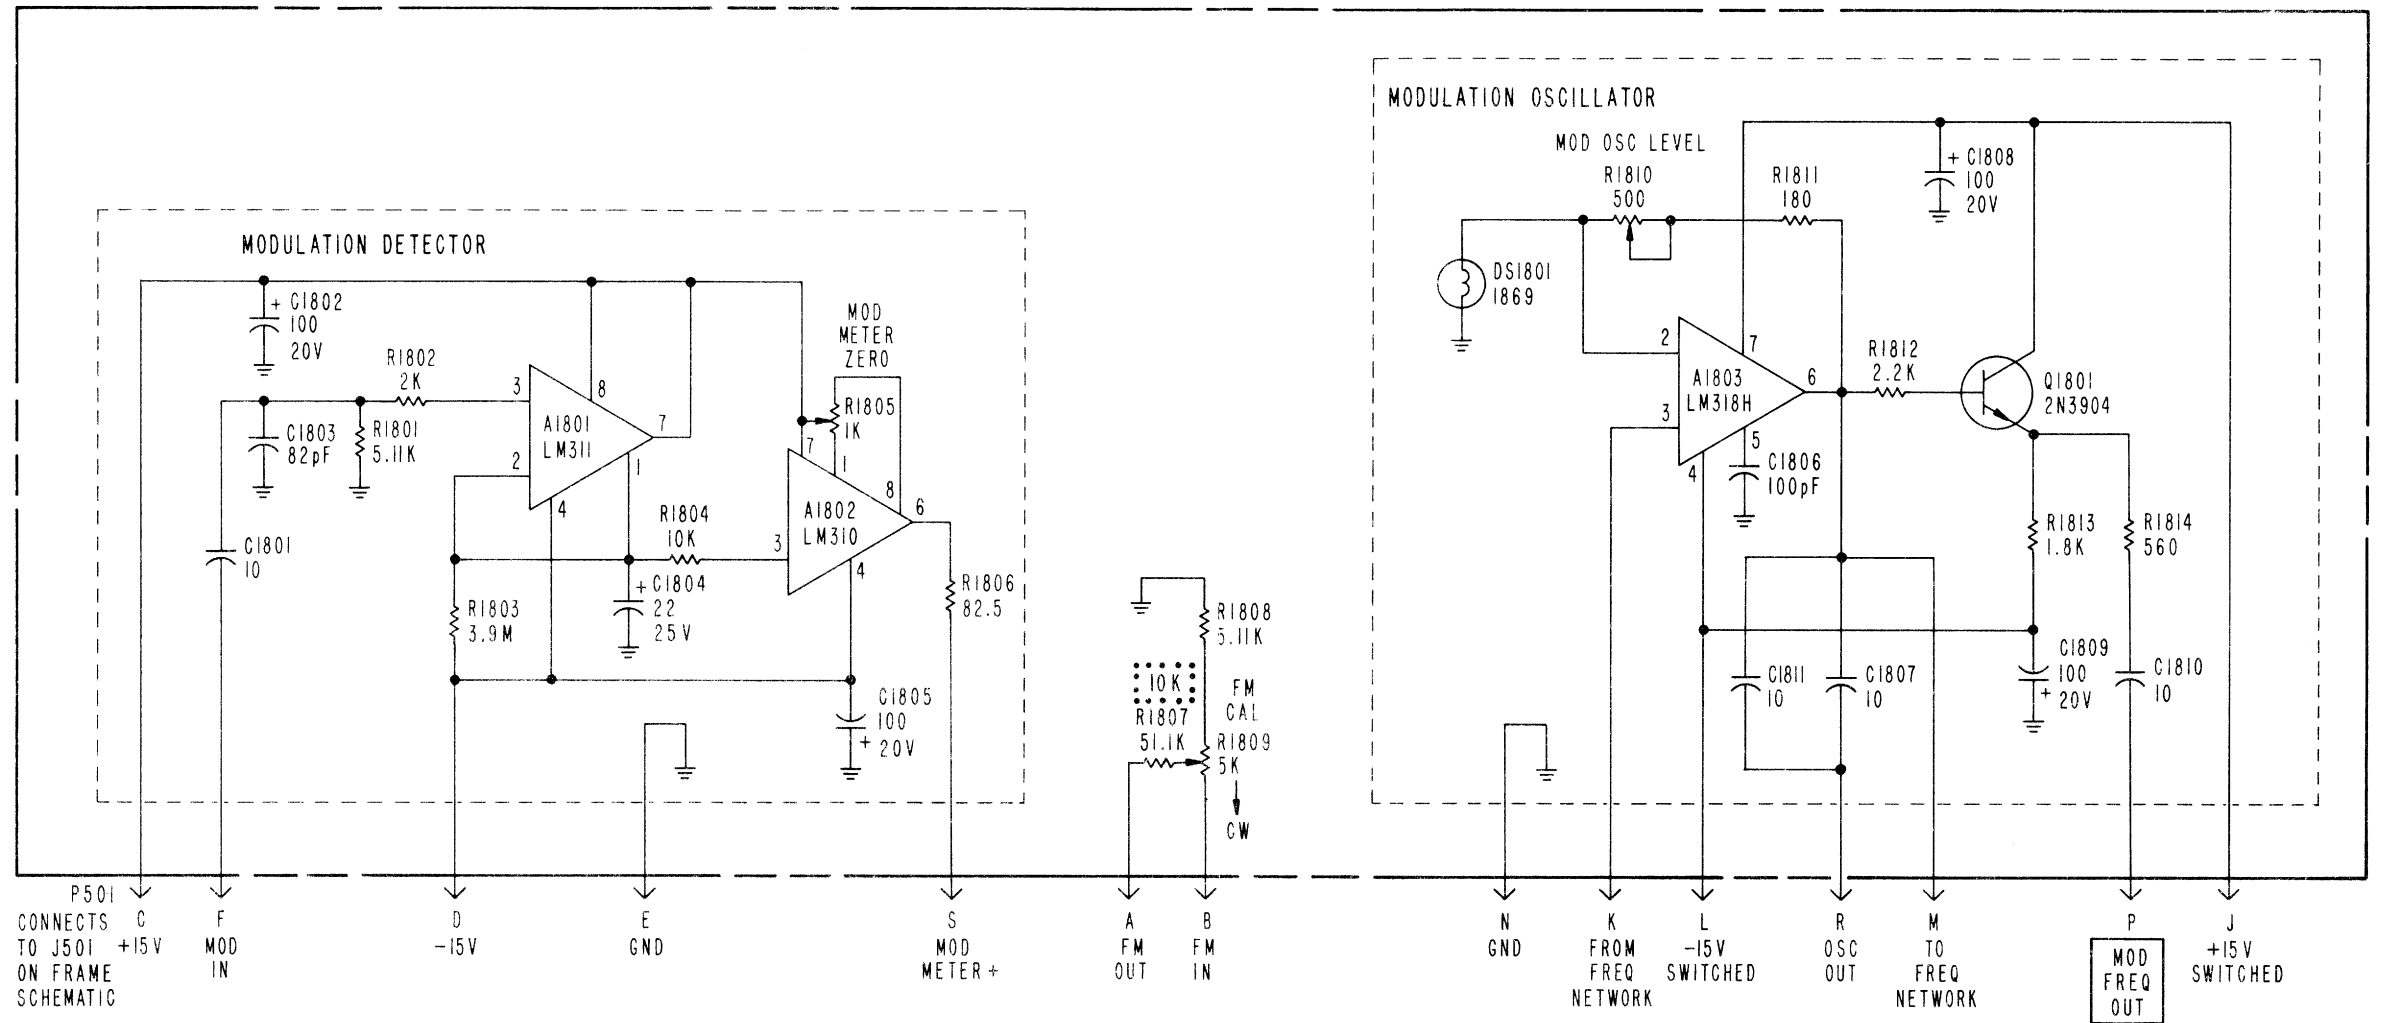 MODULATION DETECTOR
+ C1802
100
20V
R1802
2K
C1803
82pF
R1801
5.11K
C1801
10
3
2
8
7
1
4
A1801
LM311
MOD
METER
ZERO
R1805
1K
7
1
8
6
3
4
A1802
LM310
R1804
10K
+ C1804
22
25V
R1803
3.9M
C1805
100
+ 20V
R1806
82.5
R1808
5.11K
10K
R1807
51.1K
FM
CAL
R1809
5K
CW
MODULATION OSCILLATOR
MOD OSC LEVEL
R1810
500
R1811
180
+ C1808
100
20V
DS1801
1869
2
3
7
6
5
4
A1803
LM318H
C1806
100pF
R1812
2.2K
Q1801
2N3904
R1813
1.8K
R1814
560
C1811
10
C1807
10
C1809
100
+ 20V
C1810
10
P501
CONNECTS
TO J501
ON FRAME
SCHEMATIC
C
+15V
F
MOD
IN
D
-15V
E
GND
S
MOD
METER +
A
FM
OUT
B
FM
IN
N
GND
K
FROM
FREQ
NETWORK
L
-15V
SWITCHED
R
OSC
OUT
M
TO
FREQ
NETWORK
P
MOD
FREQ
OUT
J
+15V
SWITCHED